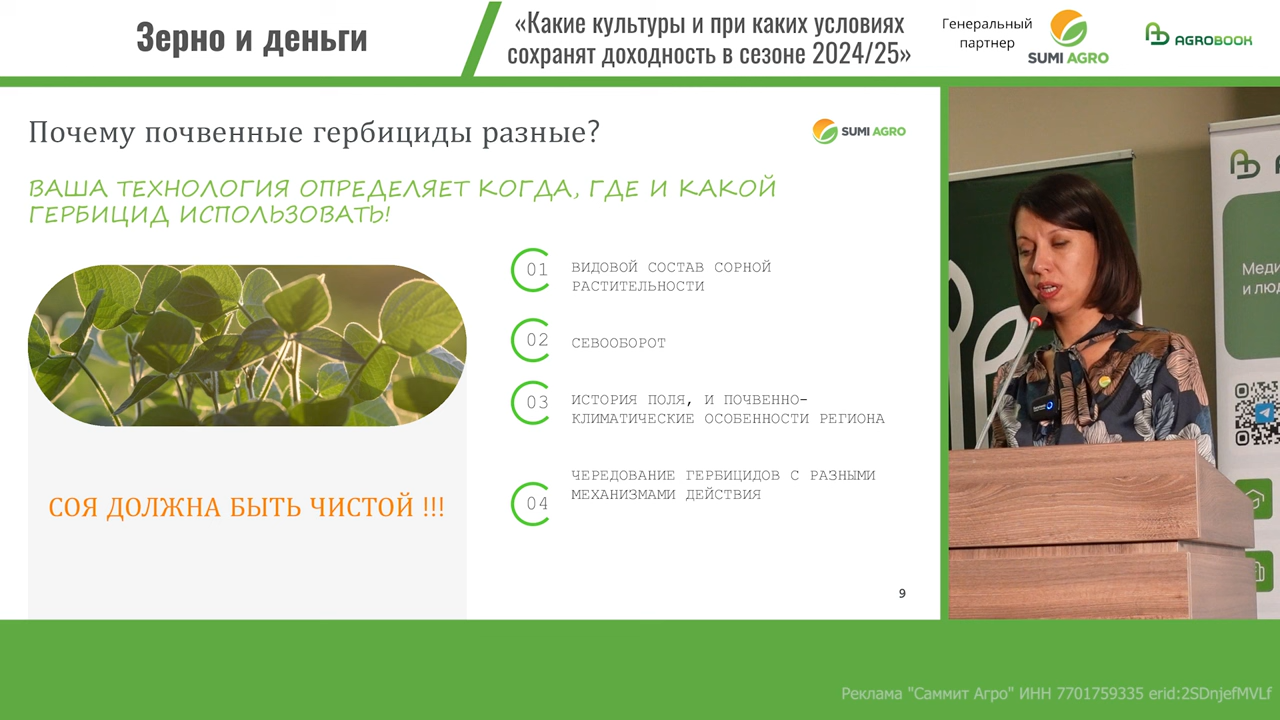 Зерно и деньги
«Какие культуры и при каких условиях
сохранят доходность в сезоне 2024/25»
Генеральный
партнер
SUMI AGRO
AGROBOOK
Почему почвенные гербициды разные?
SUMI AGRO
ВАША ТЕХНОЛОГИЯ ОПРЕДЕЛЯЕТ КОГДА, ГДЕ И КАКОЙ
ГЕРБИЦИД ИСПОЛЬЗОВАТЬ!
01
ВИДОВОЙ СОСТАВ СОРНОЙ
РАСТИТЕЛЬНОСТИ
02
СЕВООБОРОТ
03
ИСТОРИЯ ПОЛЯ, И ПОЧВЕННО-
КЛИМАТИЧЕСКИЕ ОСОБЕННОСТИ РЕГИОНА
04
ЧЕРЕДОВАНИЕ ГЕРБИЦИДОВ С РАЗНЫМИ
МЕХАНИЗМАМИ ДЕЙСТВИЯ
СОЯ ДОЛЖНА БЫТЬ ЧИСТОЙ !!!
9
Реклама "Саммит Агро" ИНН 7701759335 erid:2SDnjefMVLf